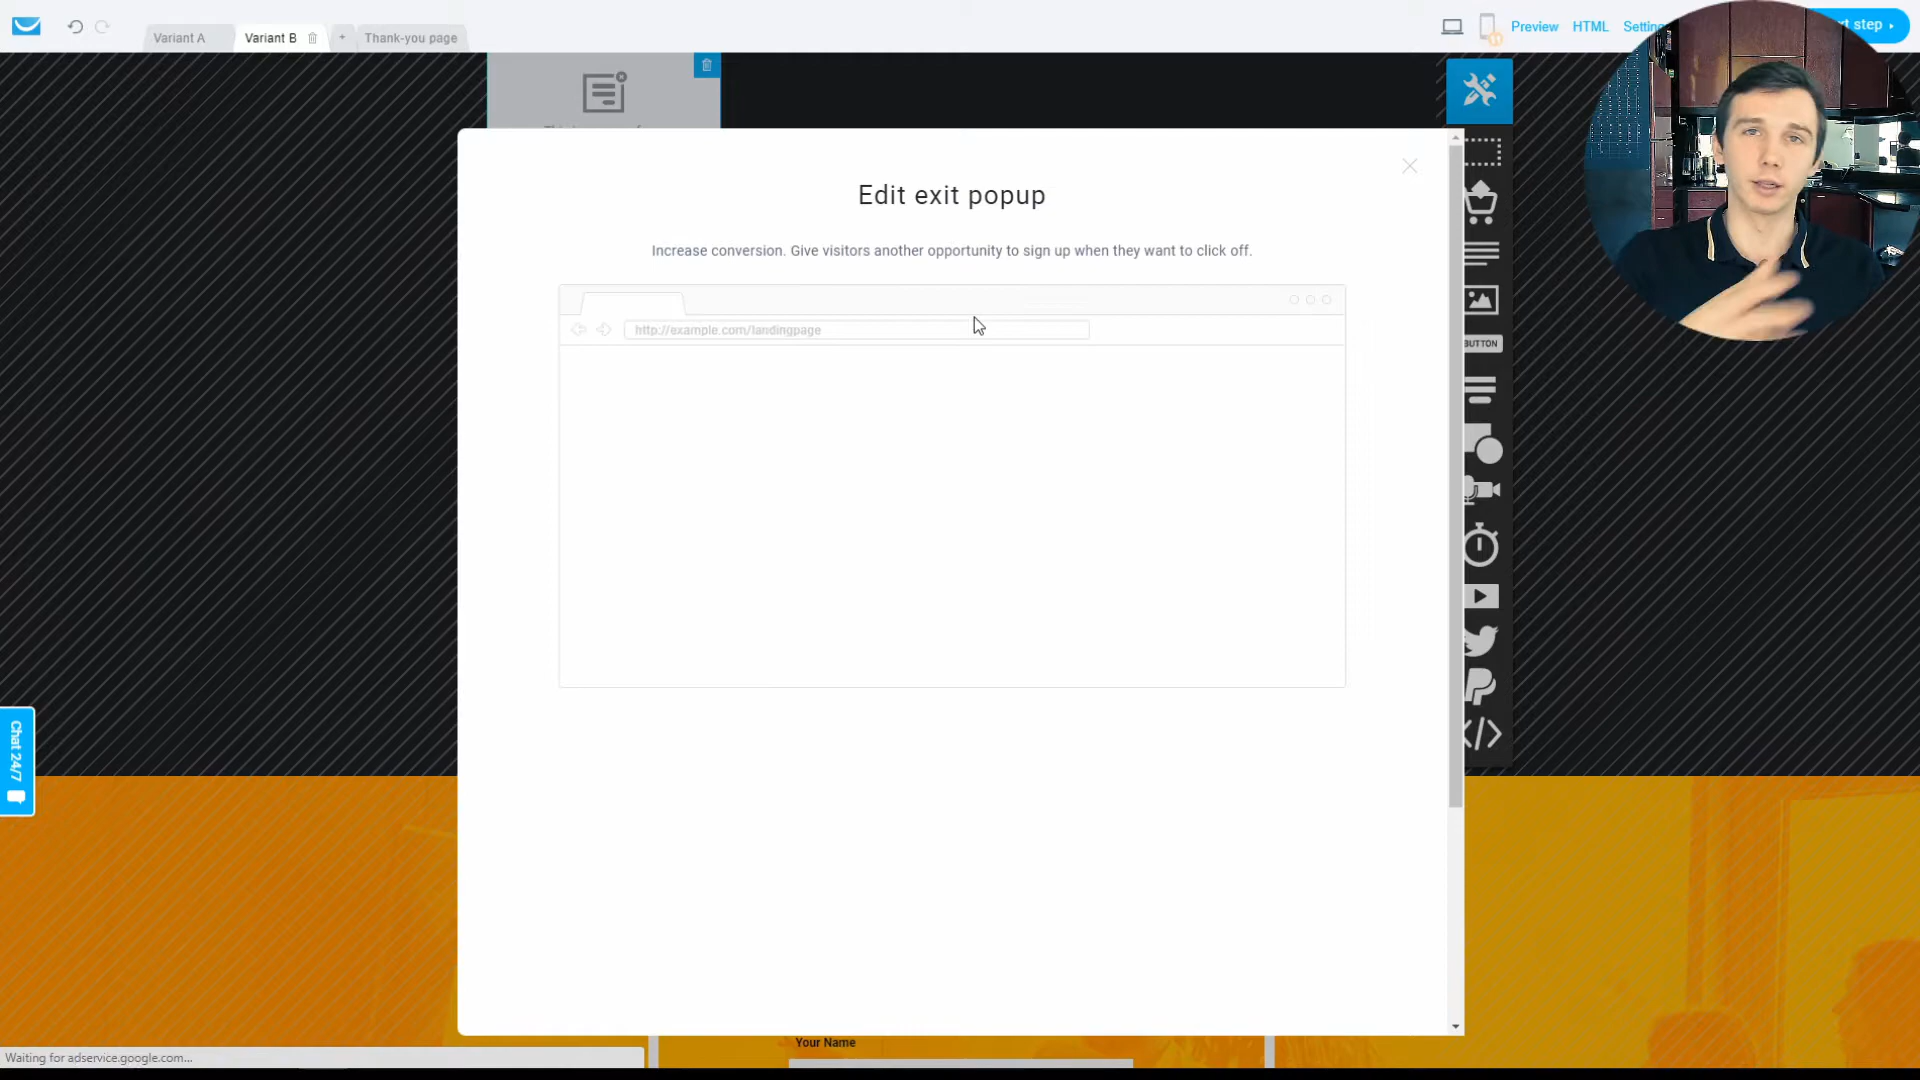 Variant A
Variant B
+
Thank-you page
Preview
HTML
step
Edit exit popup
Increase conversion. Give visitors another opportunity to sign up when they want to click off.
http://example.com/landingpage
BUTTON
Chat 24/7
Your Name
Waiting for adservice.google.com...